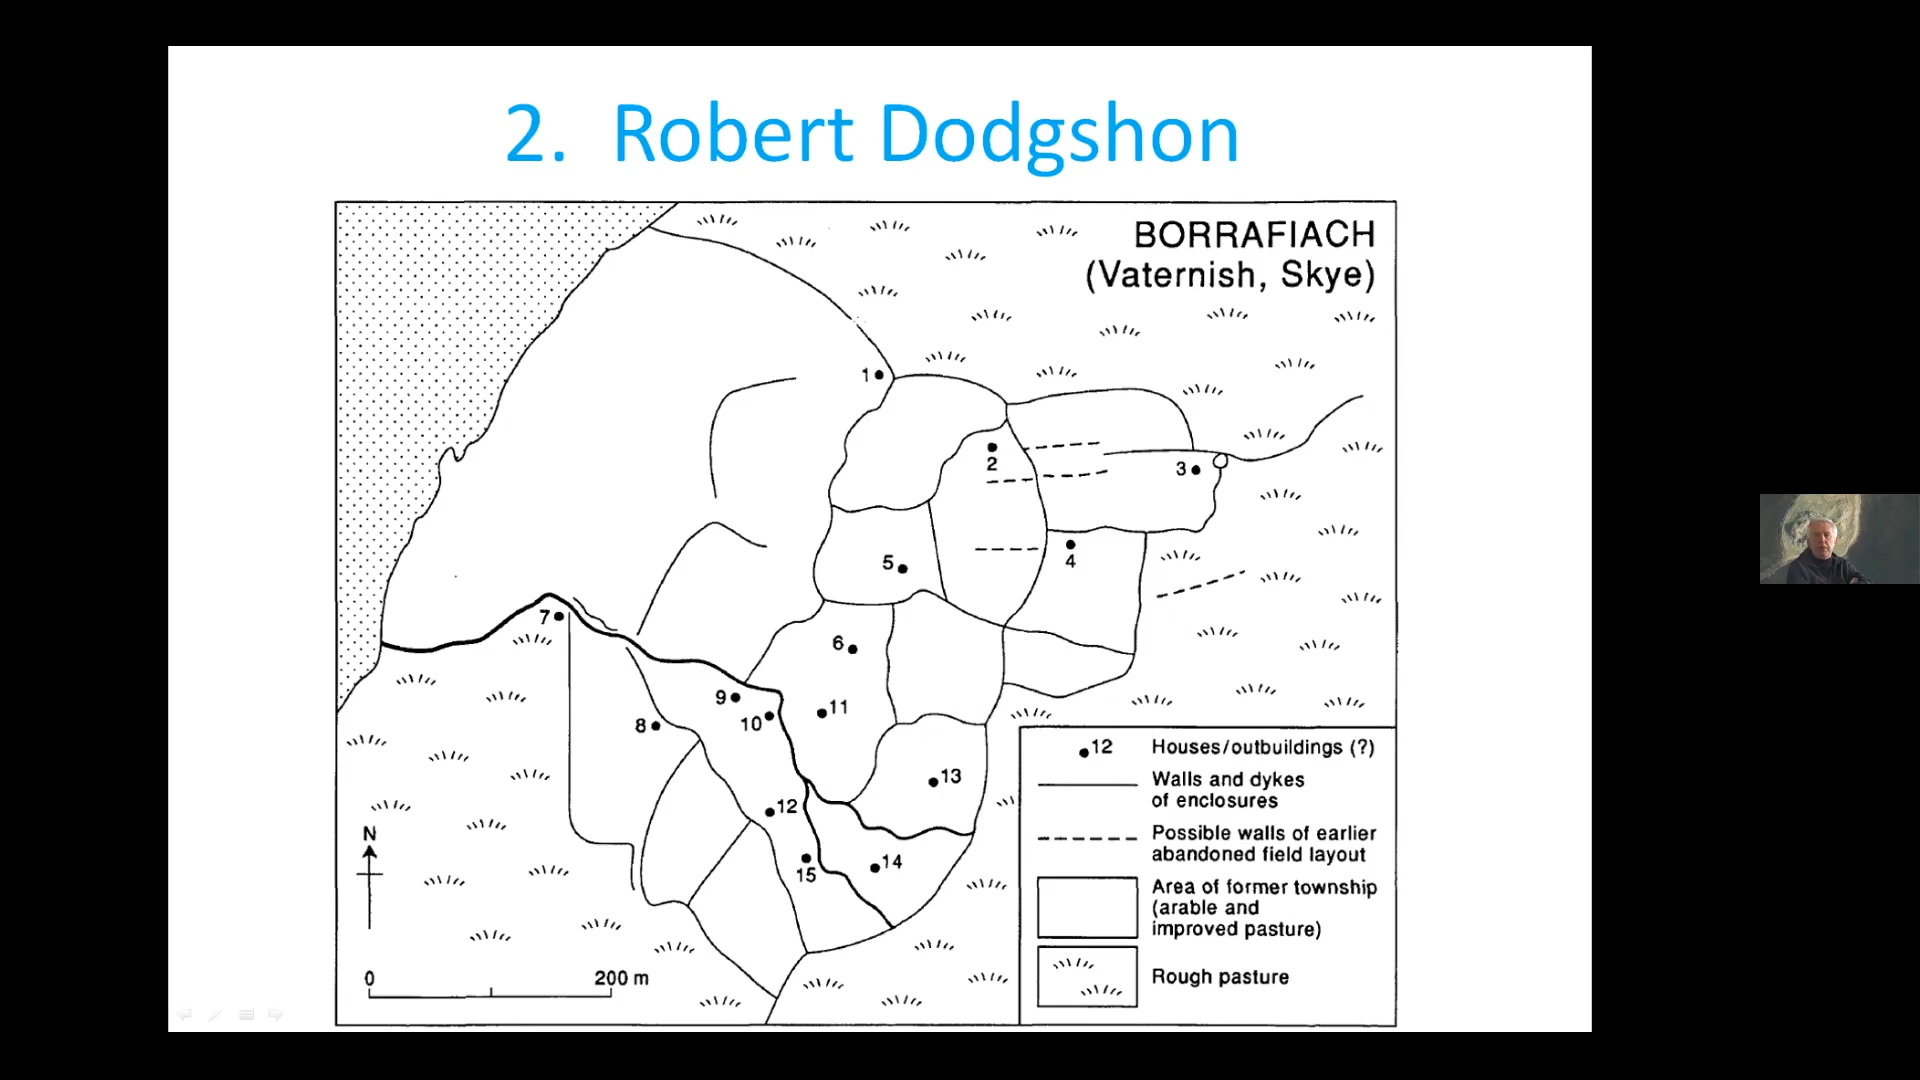 2. Robert Dodgshon
BORRAFIACH
(Vaternish, Skye)
1
2
3
4
5
6
7
8
9
10
11
12
13
14
15
N
0
200 m
12 Houses/outbuildings (?)
Walls and dykes
of enclosures
Possible walls of earlier
abandoned field layout
Area of former township
(arable and
improved pasture)
Rough pasture